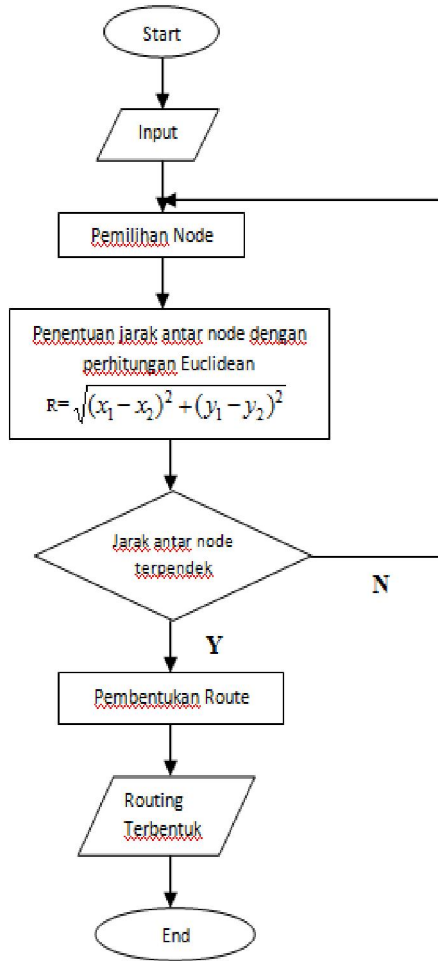 Start
Input
Pemilihan Node
Penentuan jarak antar node dengan
perhitungan Euclidean
R=√(x₁ − x₂)² + (y₁ − y₂)²
Jarak antar node
terpendek
N
Y
Pembentukan Route
Routing
Terbentuk
End